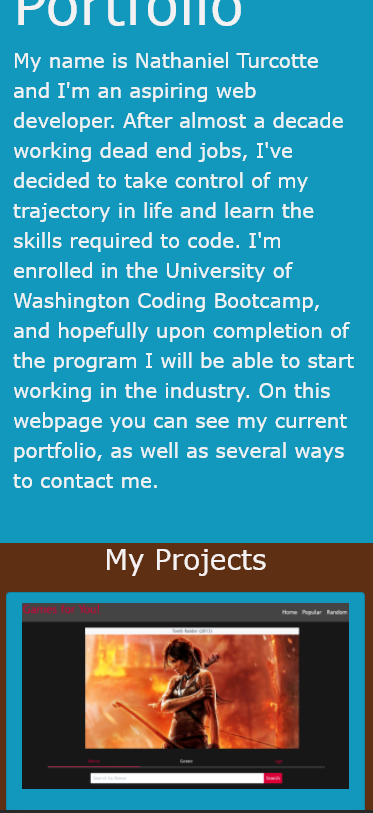 Portfolio
My name is Nathaniel Turcotte
and I'm an aspiring web
developer. After almost a decade
working dead end jobs, I've
decided to take control of my
trajectory in life and learn the
skills required to code. I'm
enrolled in the University of
Washington Coding Bootcamp,
and hopefully upon completion of
the program I will be able to start
working in the industry. On this
webpage you can see my current
portfolio, as well as several ways
to contact me.
My Projects
Games for You!
Home Popular Random
Tomb Raider (2013)
Genre
Search by Name
Search